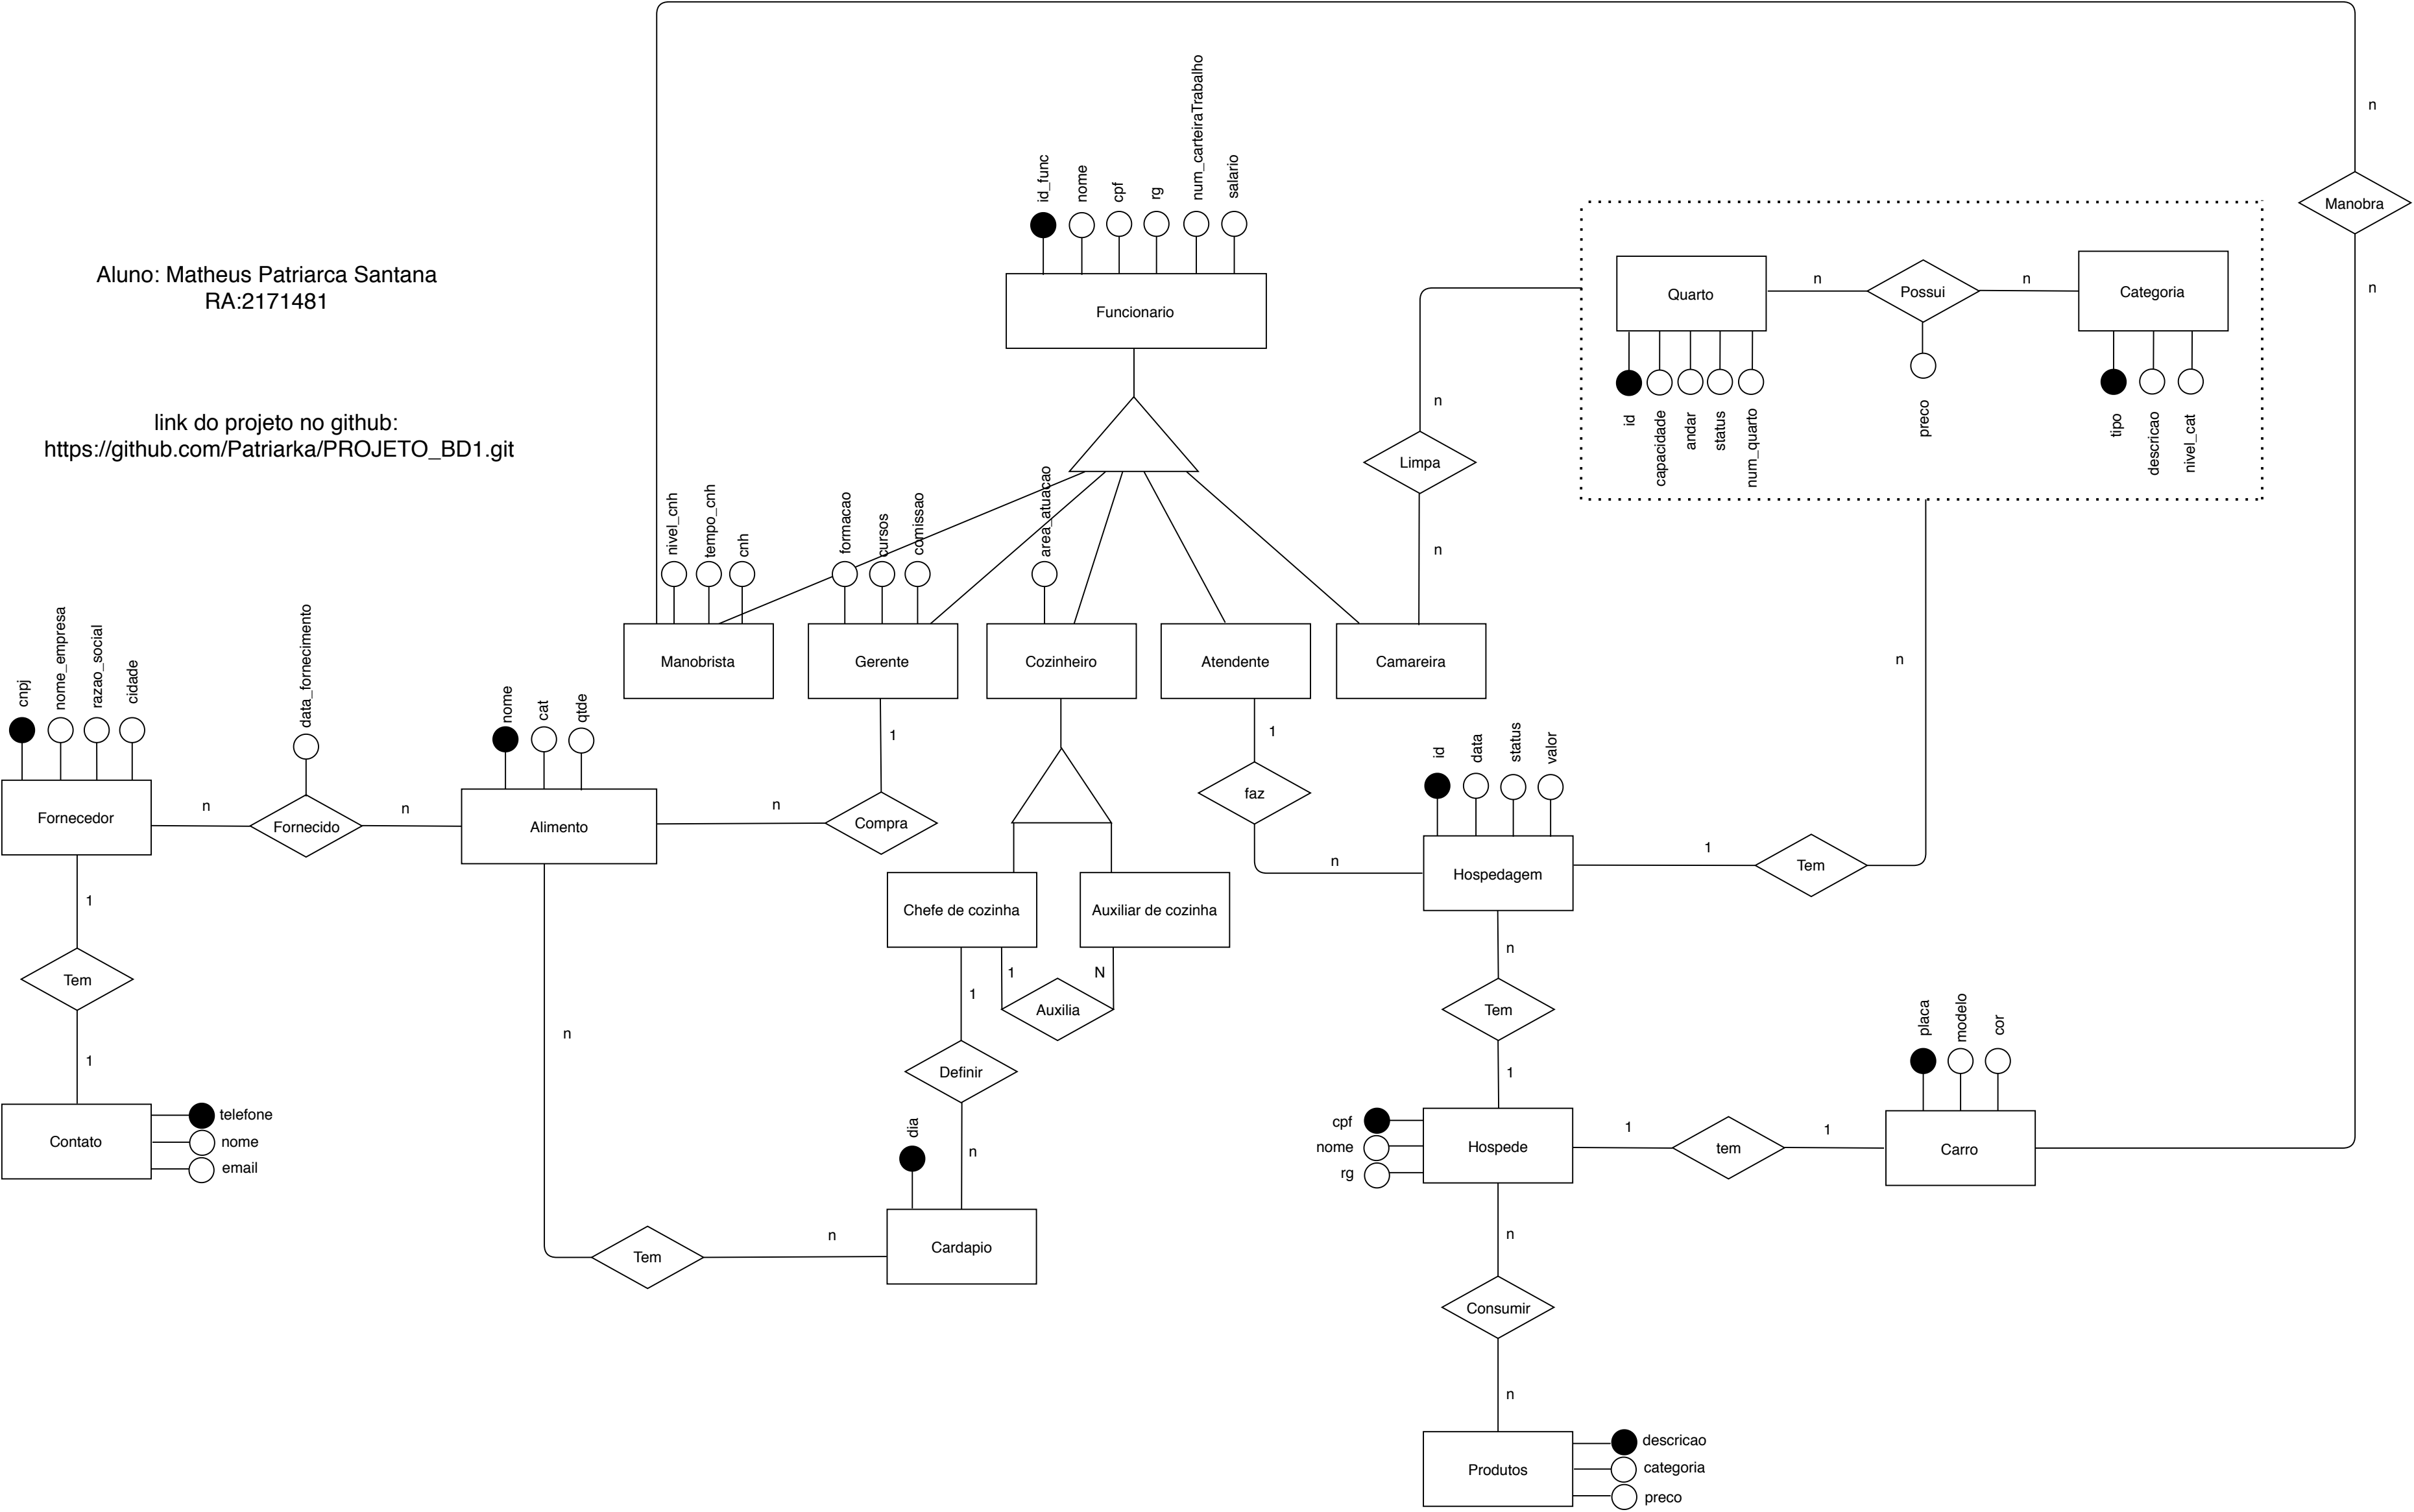 Aluno: Matheus Patriarca Santana
RA:2171481
link do projeto no github:
https://github.com/Patriarka/PROJETO_BD1.git
id_func
nome
cpf
rg
num_carteiraTrabalho
salario
Funcionario
n
Manobra
n
Quarto
n
Possui
n
Categoria
id
capacidade
andar
status
num_quarto
preco
tipo
descricao
nivel_cat
n
Limpa
n
nivel_cnh
tempo_cnh
cnh
formacao
cursos
comissao
area_atuacao
Manobrista
Gerente
Cozinheiro
Atendente
Camareira
n
cnpj
nome_empresa
razao_social
cidade
data_fornecimento
nome
cat
qtde
1
1
id
data
status
valor
Fornecedor
n
Fornecido
n
Alimento
n
Compra
faz
n
Hospedagem
1
Tem
1
Tem
1
Chefe de cozinha
Auxiliar de cozinha
1
N
Auxilia
1
Definir
n
n
n
Tem
1
Contato
telefone
nome
email
dia
Tem
n
Cardapio
cpf
nome
rg
Hospede
1
tem
1
placa
modelo
cor
Carro
n
Consumir
n
Produtos
descricao
categoria
preco